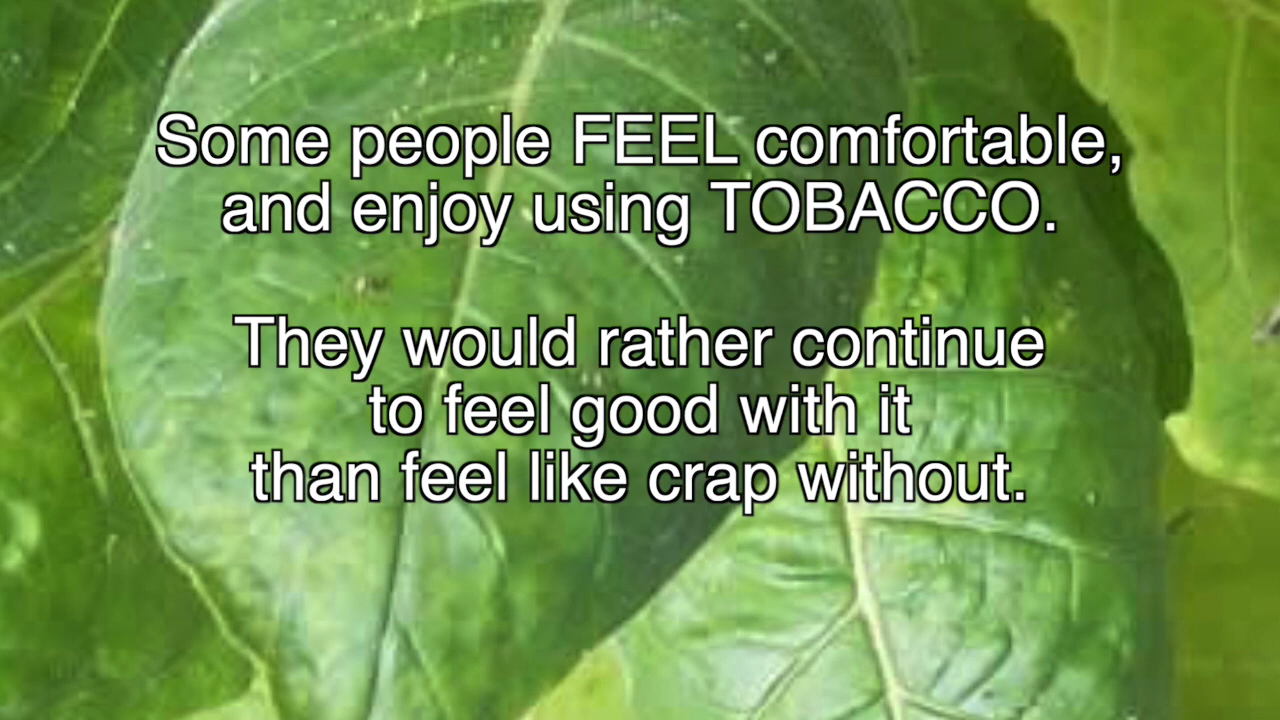 Some people FEEL comfortable,
and enjoy using TOBACCO.
They would rather continue
to feel good with it
than feel like crap without.